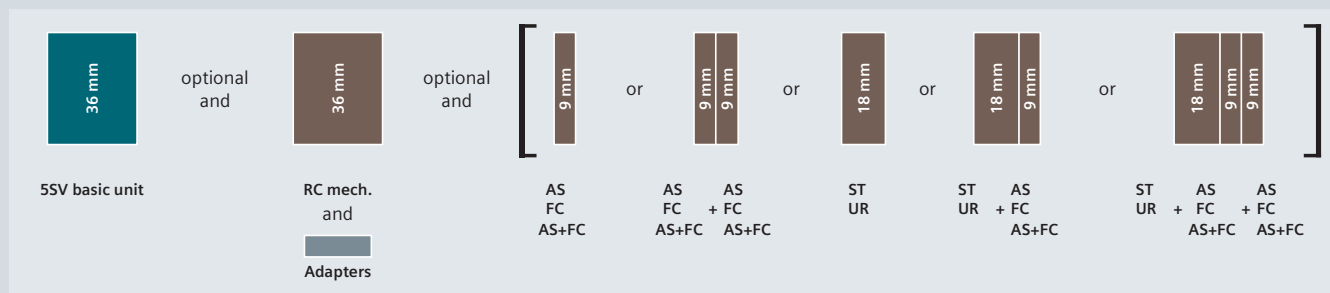 36 mm
optional
and
36 mm
optional
and
9 mm
or
9 mm
9 mm
or
18 mm
or
18 mm
9 mm
or
18 mm
9 mm
9 mm
5SV basic unit
RC mech.
and
Adapters
AS
FC
AS+FC
AS AS
FC + FC
AS+FC AS+FC
ST
UR
ST AS
UR + FC
AS+FC
ST AS AS
UR + FC + FC
AS+FC AS+FC